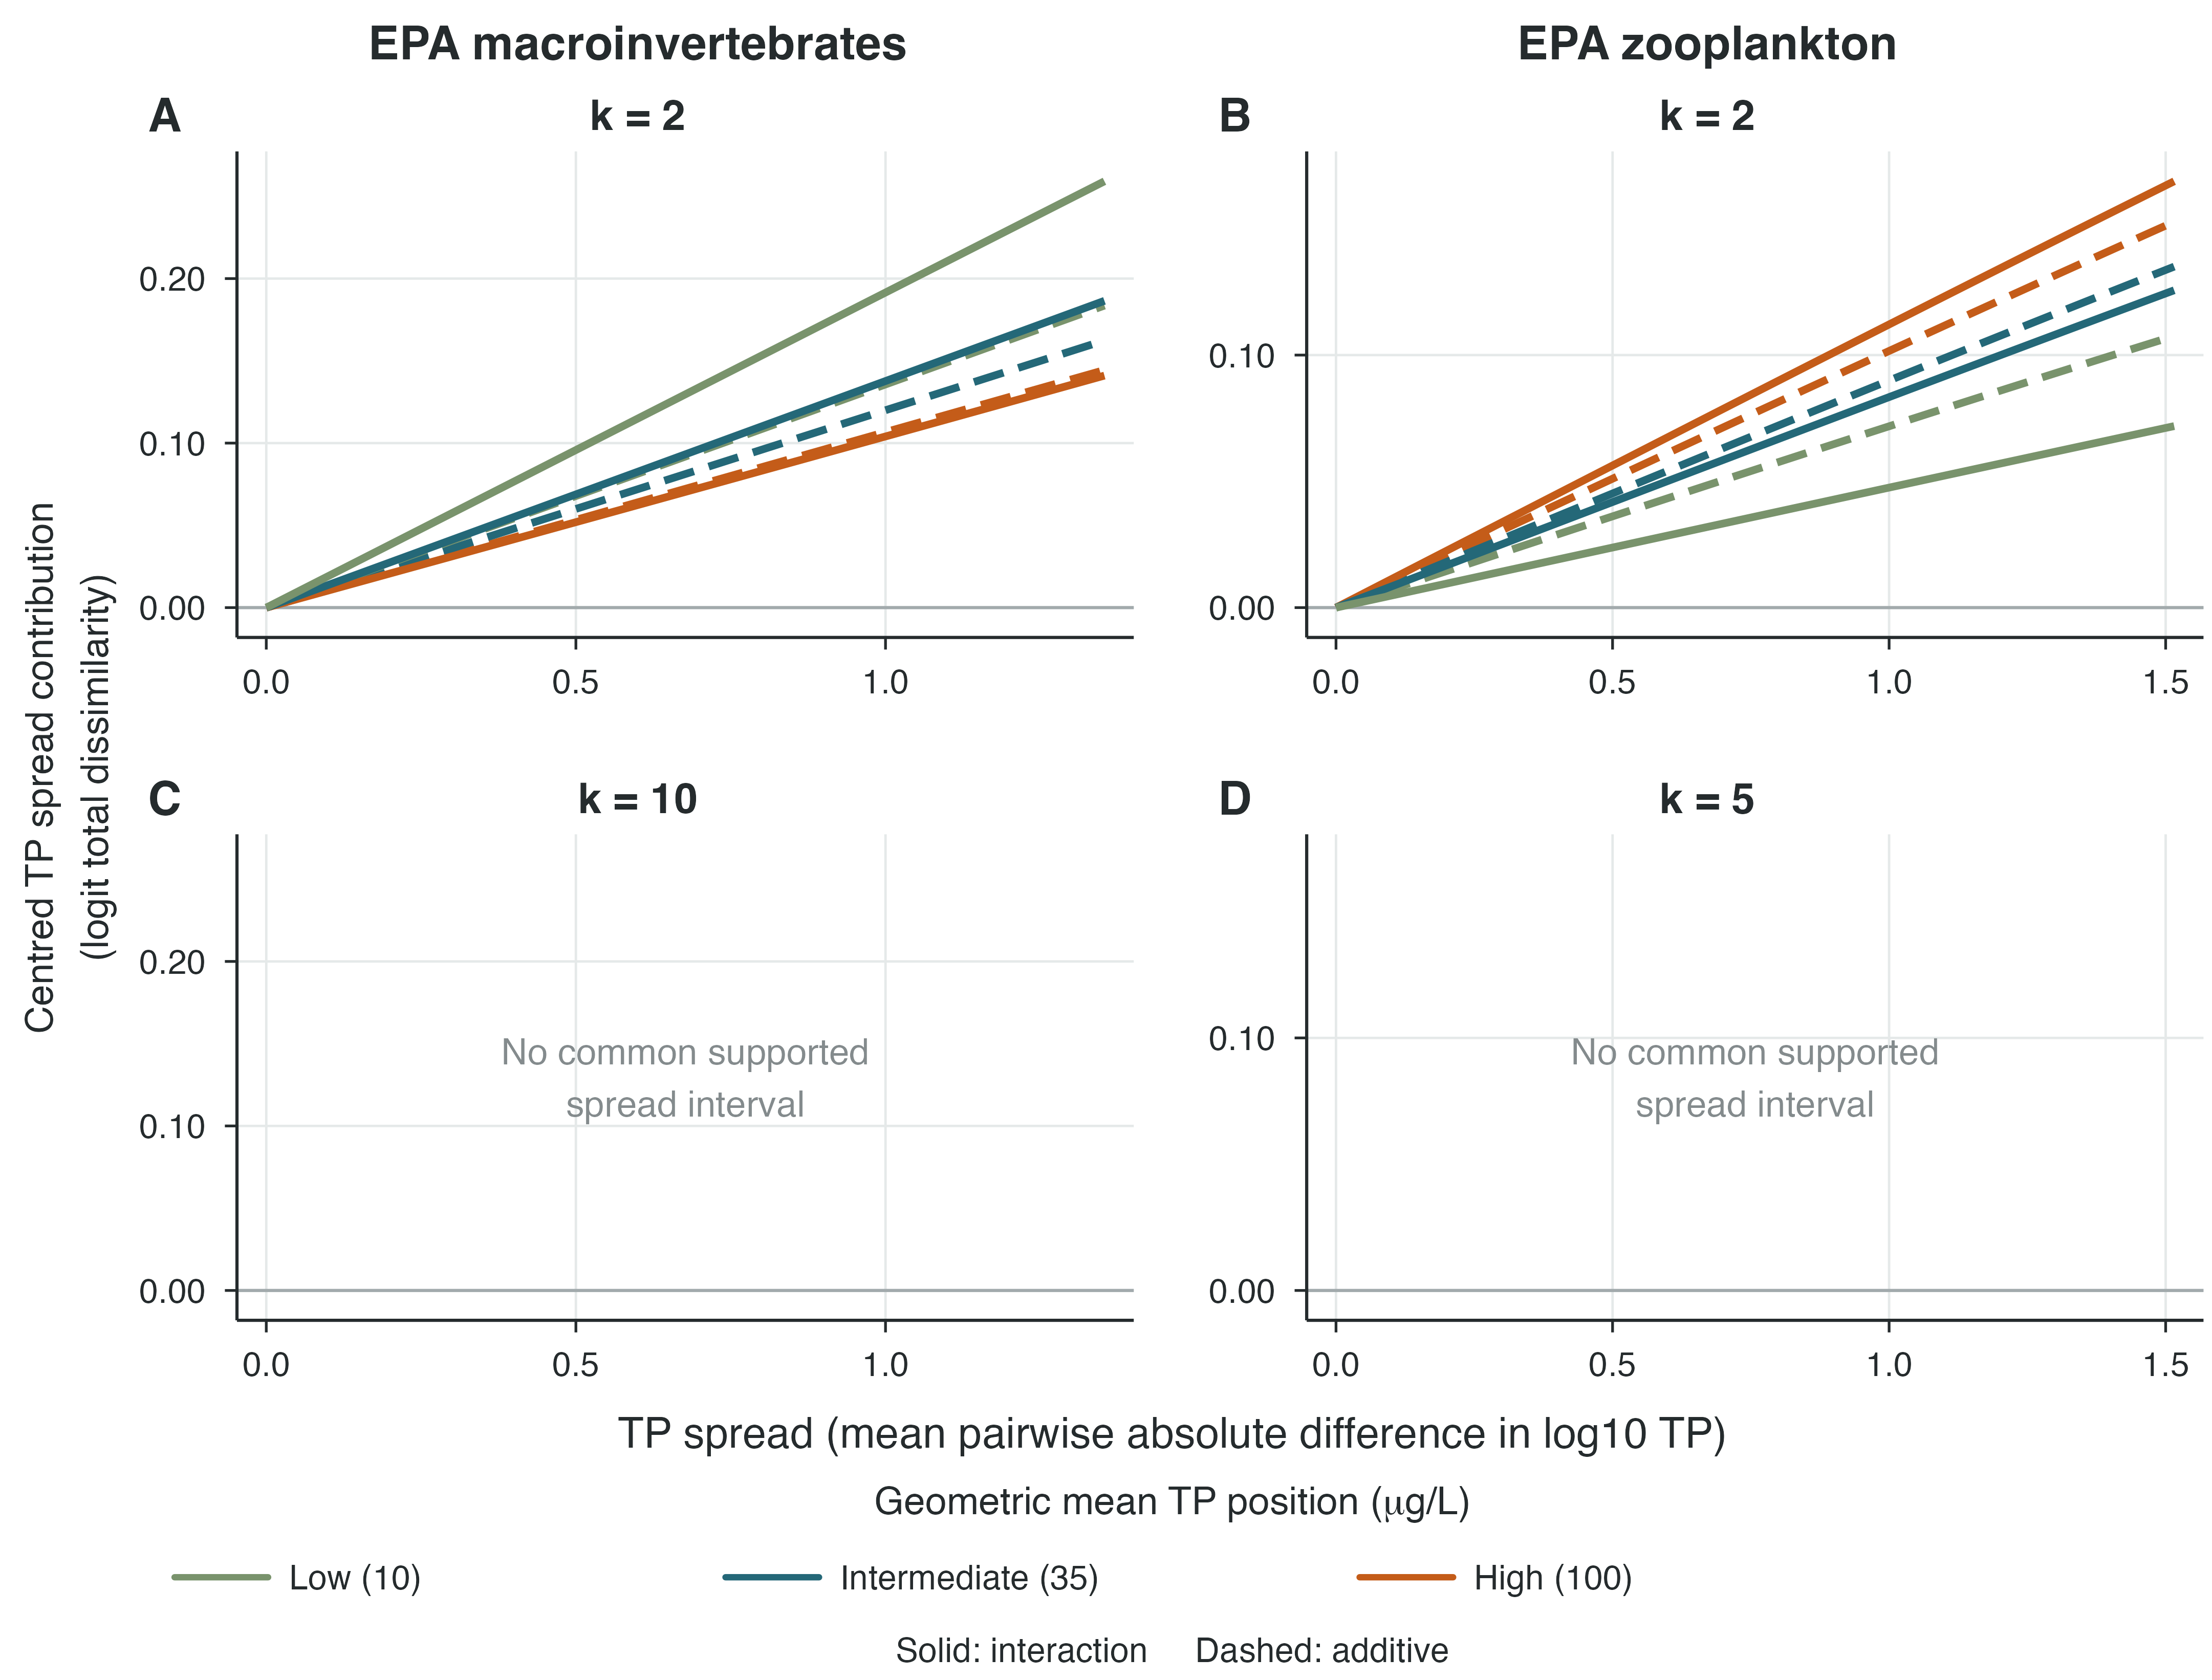 EPA macroinvertebrates
EPA zooplankton
A
k = 2
B
k = 2
0.20
0.10
0.00
0.0
0.5
1.0
0.10
0.00
0.0
0.5
1.0
1.5
Centred TP spread contribution
(logit total dissimilarity)
C
k = 10
D
k = 5
0.20
0.10
0.00
No common supported
spread interval
0.0
0.5
1.0
0.10
0.00
No common supported
spread interval
0.0
0.5
1.0
1.5
TP spread (mean pairwise absolute difference in log10 TP)
Geometric mean TP position (μg/L)
Low (10)
Intermediate (35)
High (100)
Solid: interaction Dashed: additive